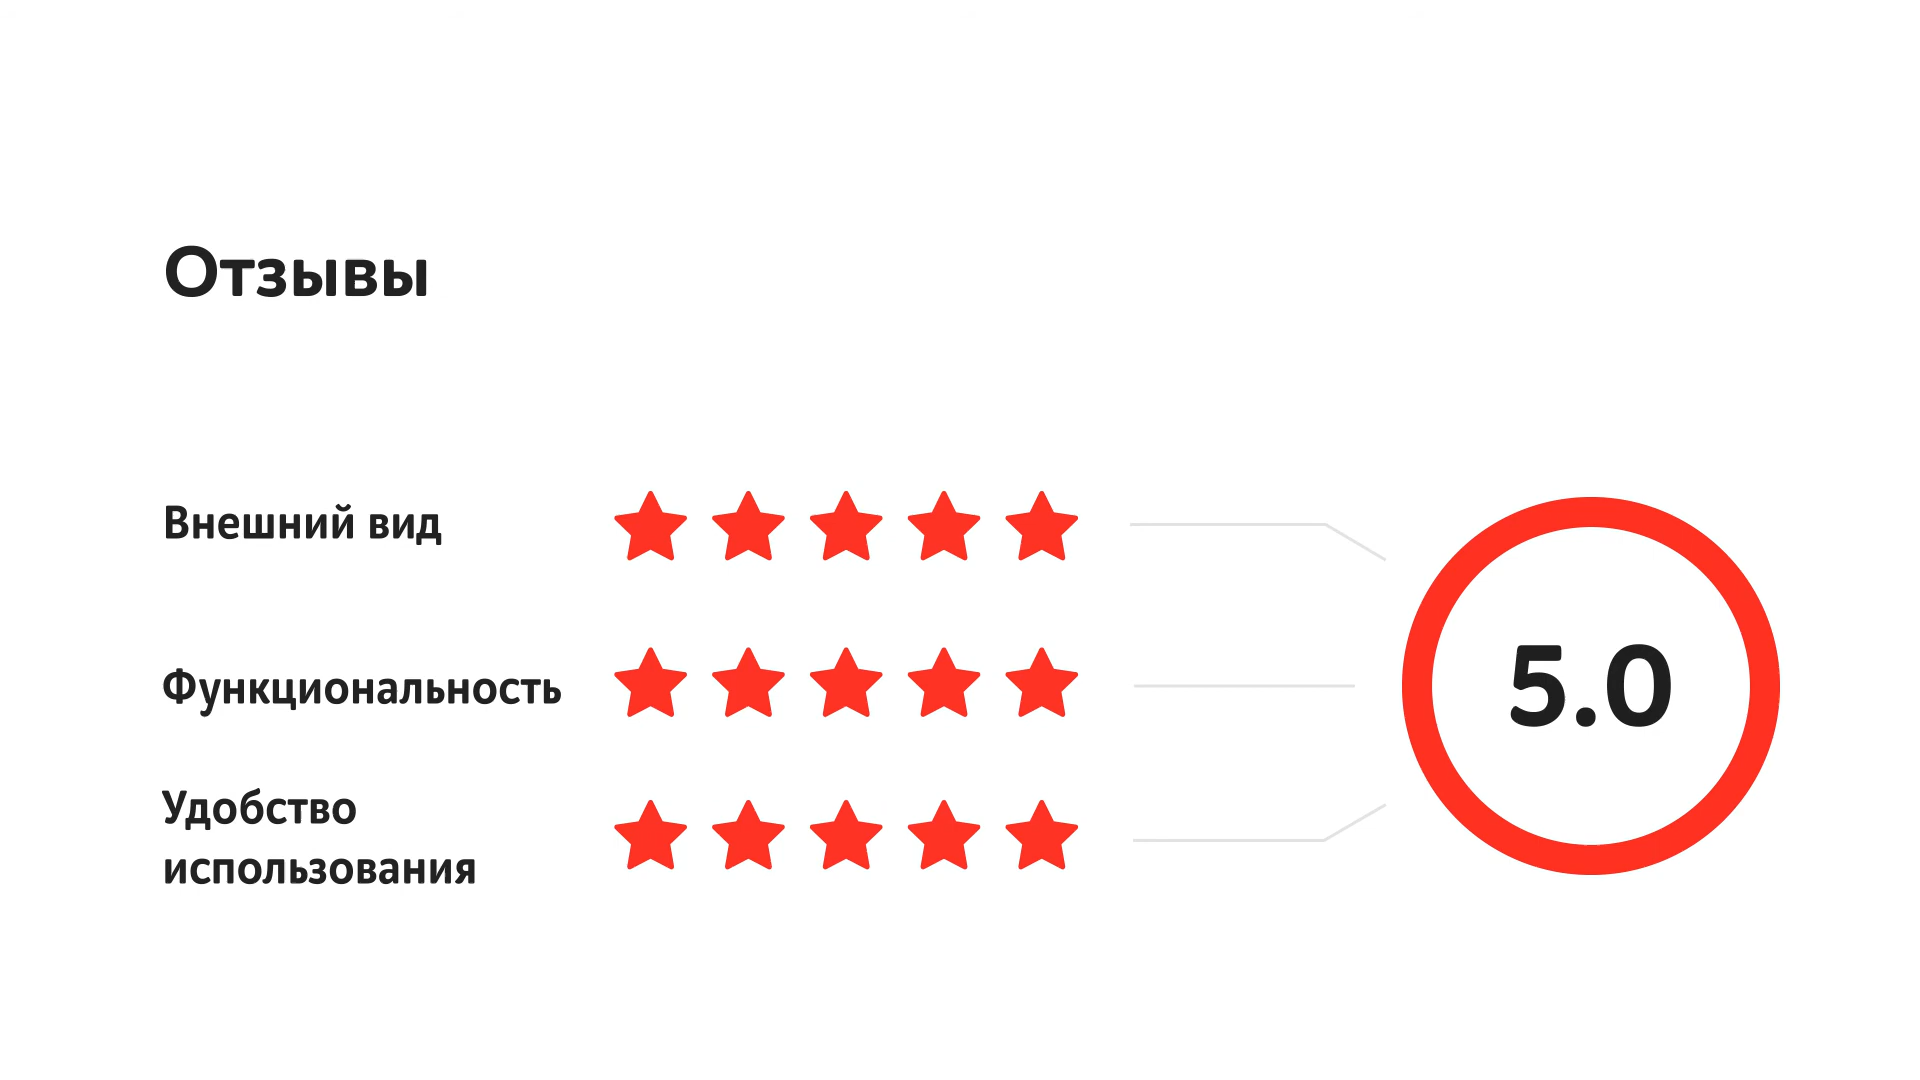 Отзывы
Внешний вид
Функциональность
Удобство
использования
5.0